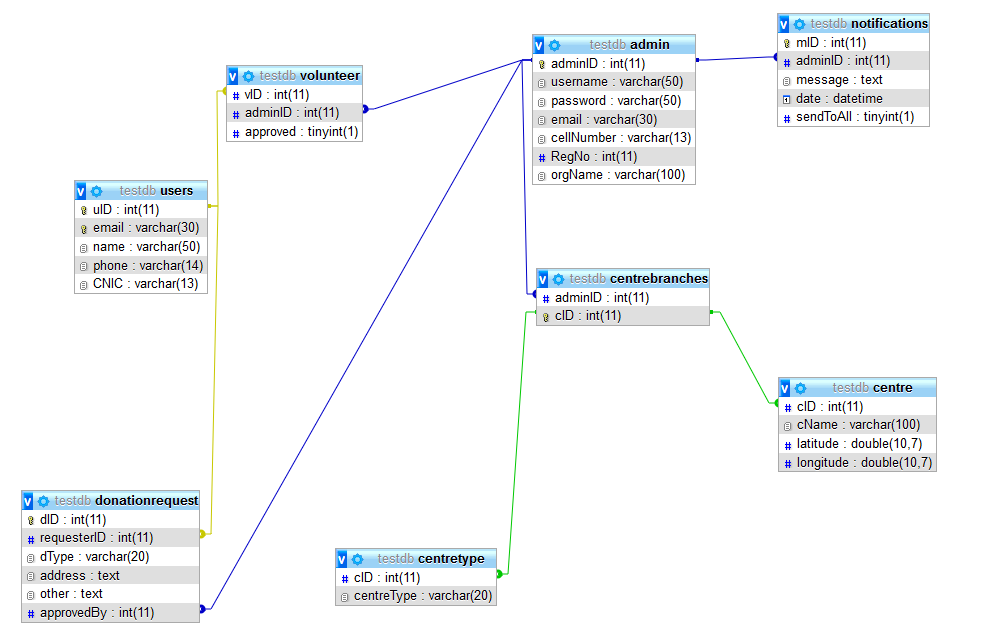 testdb notifications
mID : int(11)
adminID : int(11)
message : text
date : datetime
sendToAll : tinyint(1)
testdb admin
adminID : int(11)
username : varchar(50)
password : varchar(50)
email : varchar(30)
cellNumber : varchar(13)
RegNo : int(11)
orgName : varchar(100)
testdb volunteer
vID : int(11)
adminID : int(11)
approved : tinyint(1)
testdb users
uID : int(11)
email : varchar(30)
name : varchar(50)
phone : varchar(14)
CNIC : varchar(13)
testdb centrebranches
adminID : int(11)
cID : int(11)
testdb centre
cID : int(11)
cName : varchar(100)
latitude : double(10,7)
longitude : double(10,7)
testdb donationrequest
dID : int(11)
requesterID : int(11)
dType : varchar(20)
address : text
other : text
approvedBy : int(11)
testdb centretype
cID : int(11)
centreType : varchar(20)